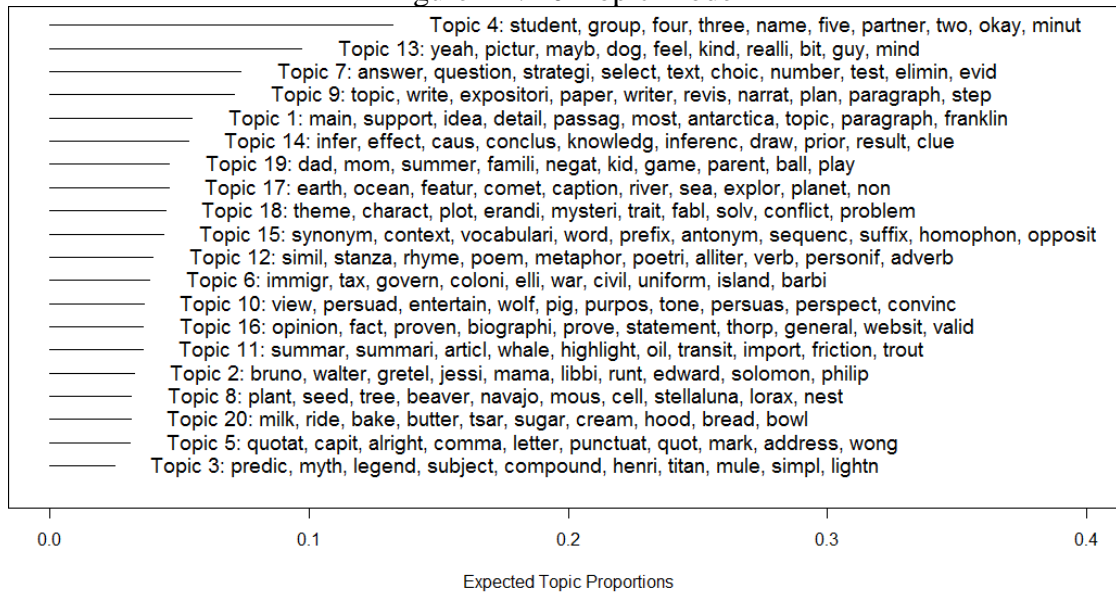 Topic 4: student, group, four, three, name, five, partner, two, okay, minut
Topic 13: yeah, pictur, mayb, dog, feel, kind, realli, bit, guy, mind
Topic 7: answer, question, strategi, select, text, choic, number, test, elimin, evid
Topic 9: topic, write, expositori, paper, writer, revis, narrat, plan, paragraph, step
Topic 1: main, support, idea, detail, passag, most, antarctica, topic, paragraph, franklin
Topic 14: infer, effect, caus, conclus, knowledg, inferenc, draw, prior, result, clue
Topic 19: dad, mom, summer, famili, negat, kid, game, parent, ball, play
Topic 17: earth, ocean, featur, comet, caption, river, sea, explor, planet, non
Topic 18: theme, charact, plot, erandi, mysteri, trait, fabl, solv, conflict, problem
Topic 15: synonym, context, vocabulari, word, prefix, antonym, sequenc, suffix, homophon, opposit
Topic 12: simil, stanza, rhyme, poem, metaphor, poetri, alliter, verb, personif, adverb
Topic 6: immigr, tax, govern, coloni, elli, war, civil, uniform, island, barbi
Topic 10: view, persuad, entertain, wolf, pig, purpos, tone, persuas, perspect, convinc
Topic 16: opinion, fact, proven, biographi, prove, statement, thorp, general, websit, valid
Topic 11: summar, summari, articl, whale, highlight, oil, transit, import, friction, trout
Topic 2: bruno, walter, gretel, jessi, mama, libbi, runt, edward, solomon, philip
Topic 8: plant, seed, tree, beaver, navajo, mous, cell, stellaluna, lorax, nest
Topic 20: milk, ride, bake, butter, tsar, sugar, cream, hood, bread, bowl
Topic 5: quotat, capit, alright, comma, letter, punctuat, quot, mark, address, wong
Topic 3: predic, myth, legend, subject, compound, henri, titan, mule, simpl, lightn
0.0 0.1 0.2 0.3 0.4
Expected Topic Proportions